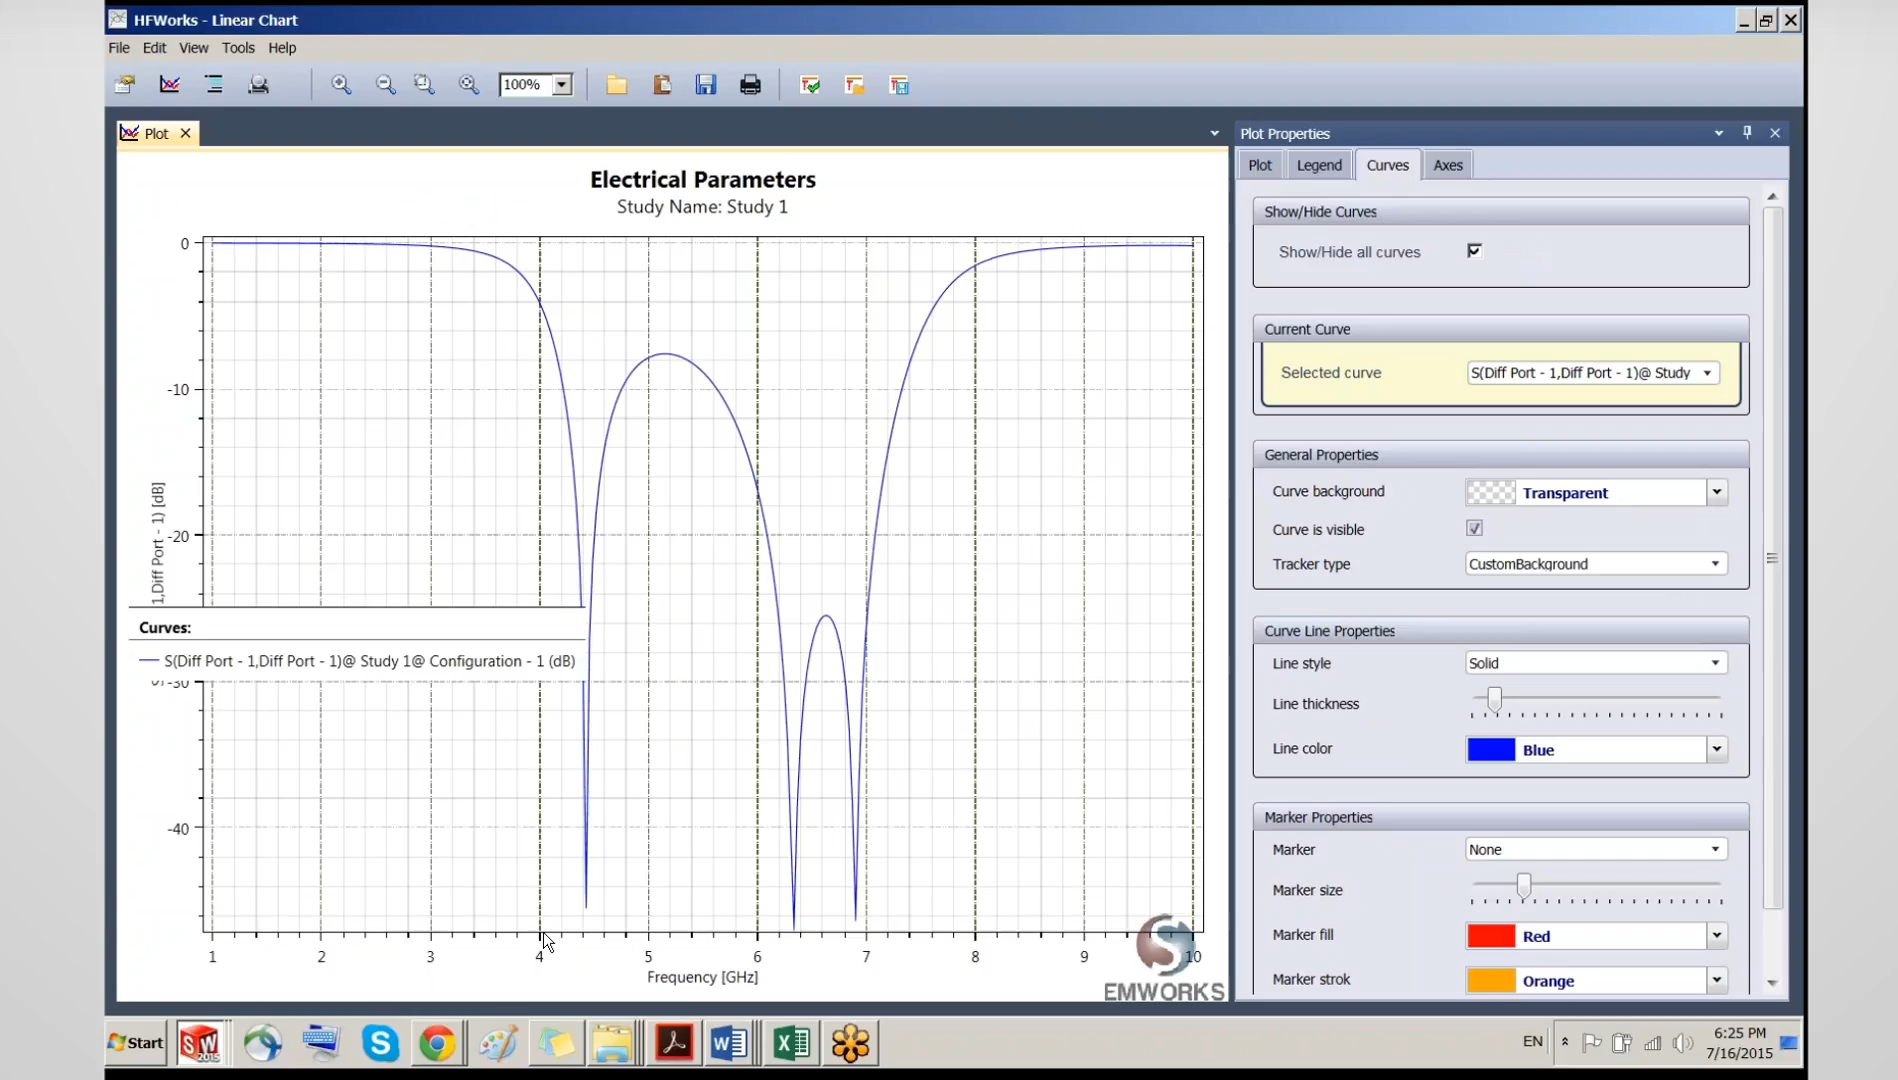 HFWorks - Linear Chart
File Edit View Tools Help
100%
Plot
Electrical Parameters
Study Name: Study 1
0
-10
-20
-30
-40
1,Diff Port - 1) [dB]
Curves:
S(Diff Port - 1,Diff Port - 1)@ Study 1@ Configuration - 1 (dB)
1 2 3 4 5 6 7 8 9 10
Frequency [GHz]
EMWORKS
Plot Properties
Plot Legend Curves Axes
Show/Hide Curves
Show/Hide all curves
Current Curve
Selected curve S(Diff Port - 1,Diff Port - 1)@ Study
General Properties
Curve background Transparent
Curve is visible
Tracker type CustomBackground
Curve Line Properties
Line style Solid
Line thickness
Line color Blue
Marker Properties
Marker None
Marker size
Marker fill Red
Marker strok Orange
Start
SW
2015
EN
6:25 PM
7/16/2015